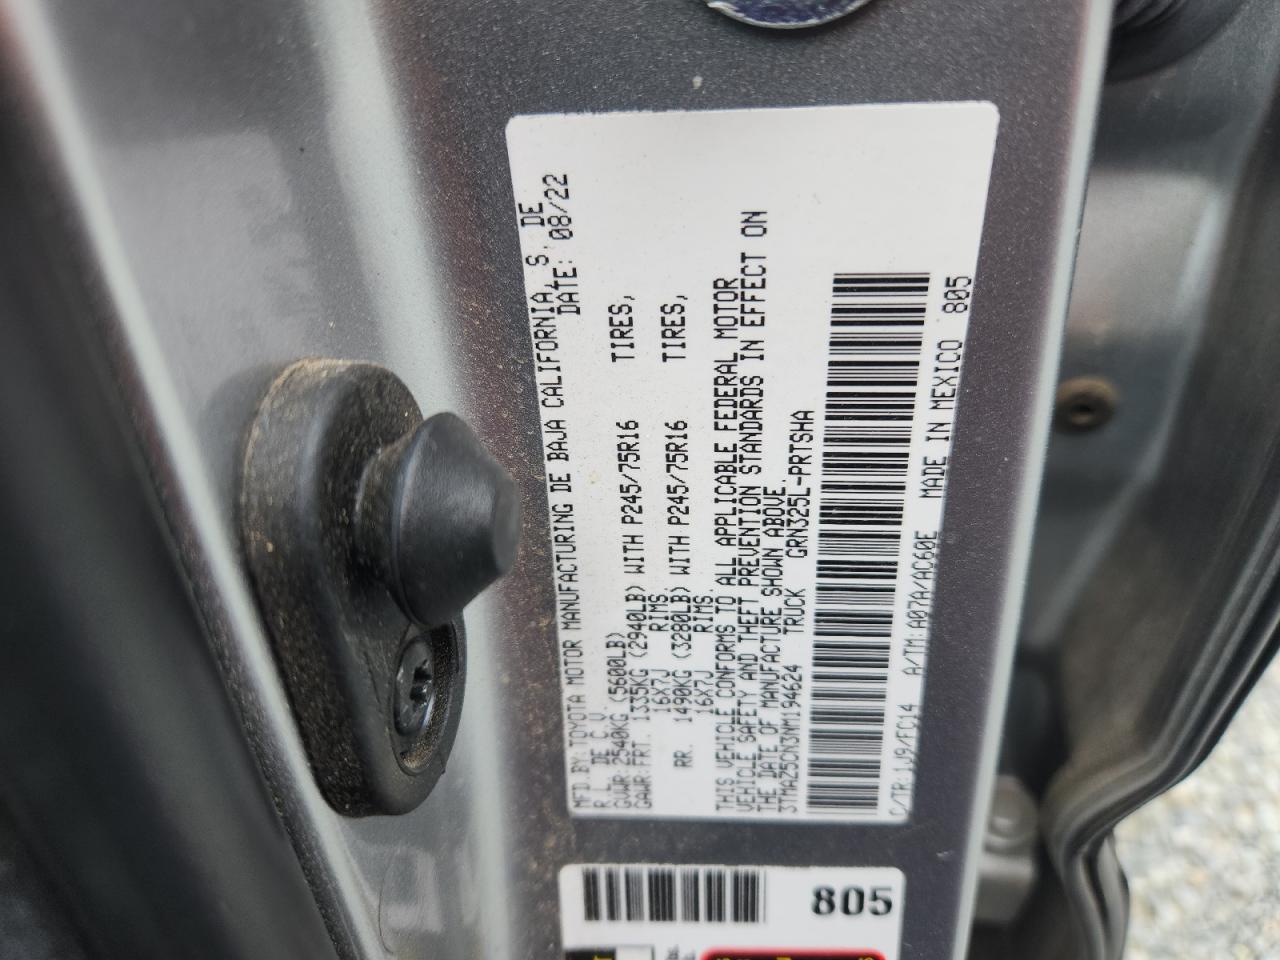 MFD.BY:TOYOTA MOTOR MANUFACTURING DE BAJA CALIFORNIA,S. DE
R.L. DE C.V. DATE: 08/22
GVWR:2540KG (5600LB)
GAWR:FRT. 1335KG (2940LB) WITH P245/75R16 TIRES,
16X7J RIMS.
RR. 1490KG (3280LB) WITH P245/75R16 TIRES,
16X7J RIMS.
THIS VEHICLE CONFORMS TO ALL APPLICABLE FEDERAL MOTOR
VEHICLE SAFETY AND THEFT PREVENTION STANDARDS IN EFFECT ON
THE DATE OF MANUFACTURE SHOWN ABOVE.
3TMAZ5CN3NM194624 TRUCK GRN325L-PRTSHA
C/TR:1J9/FC14 A/TM:A07A/AC60E MADE IN MEXICO 805
805